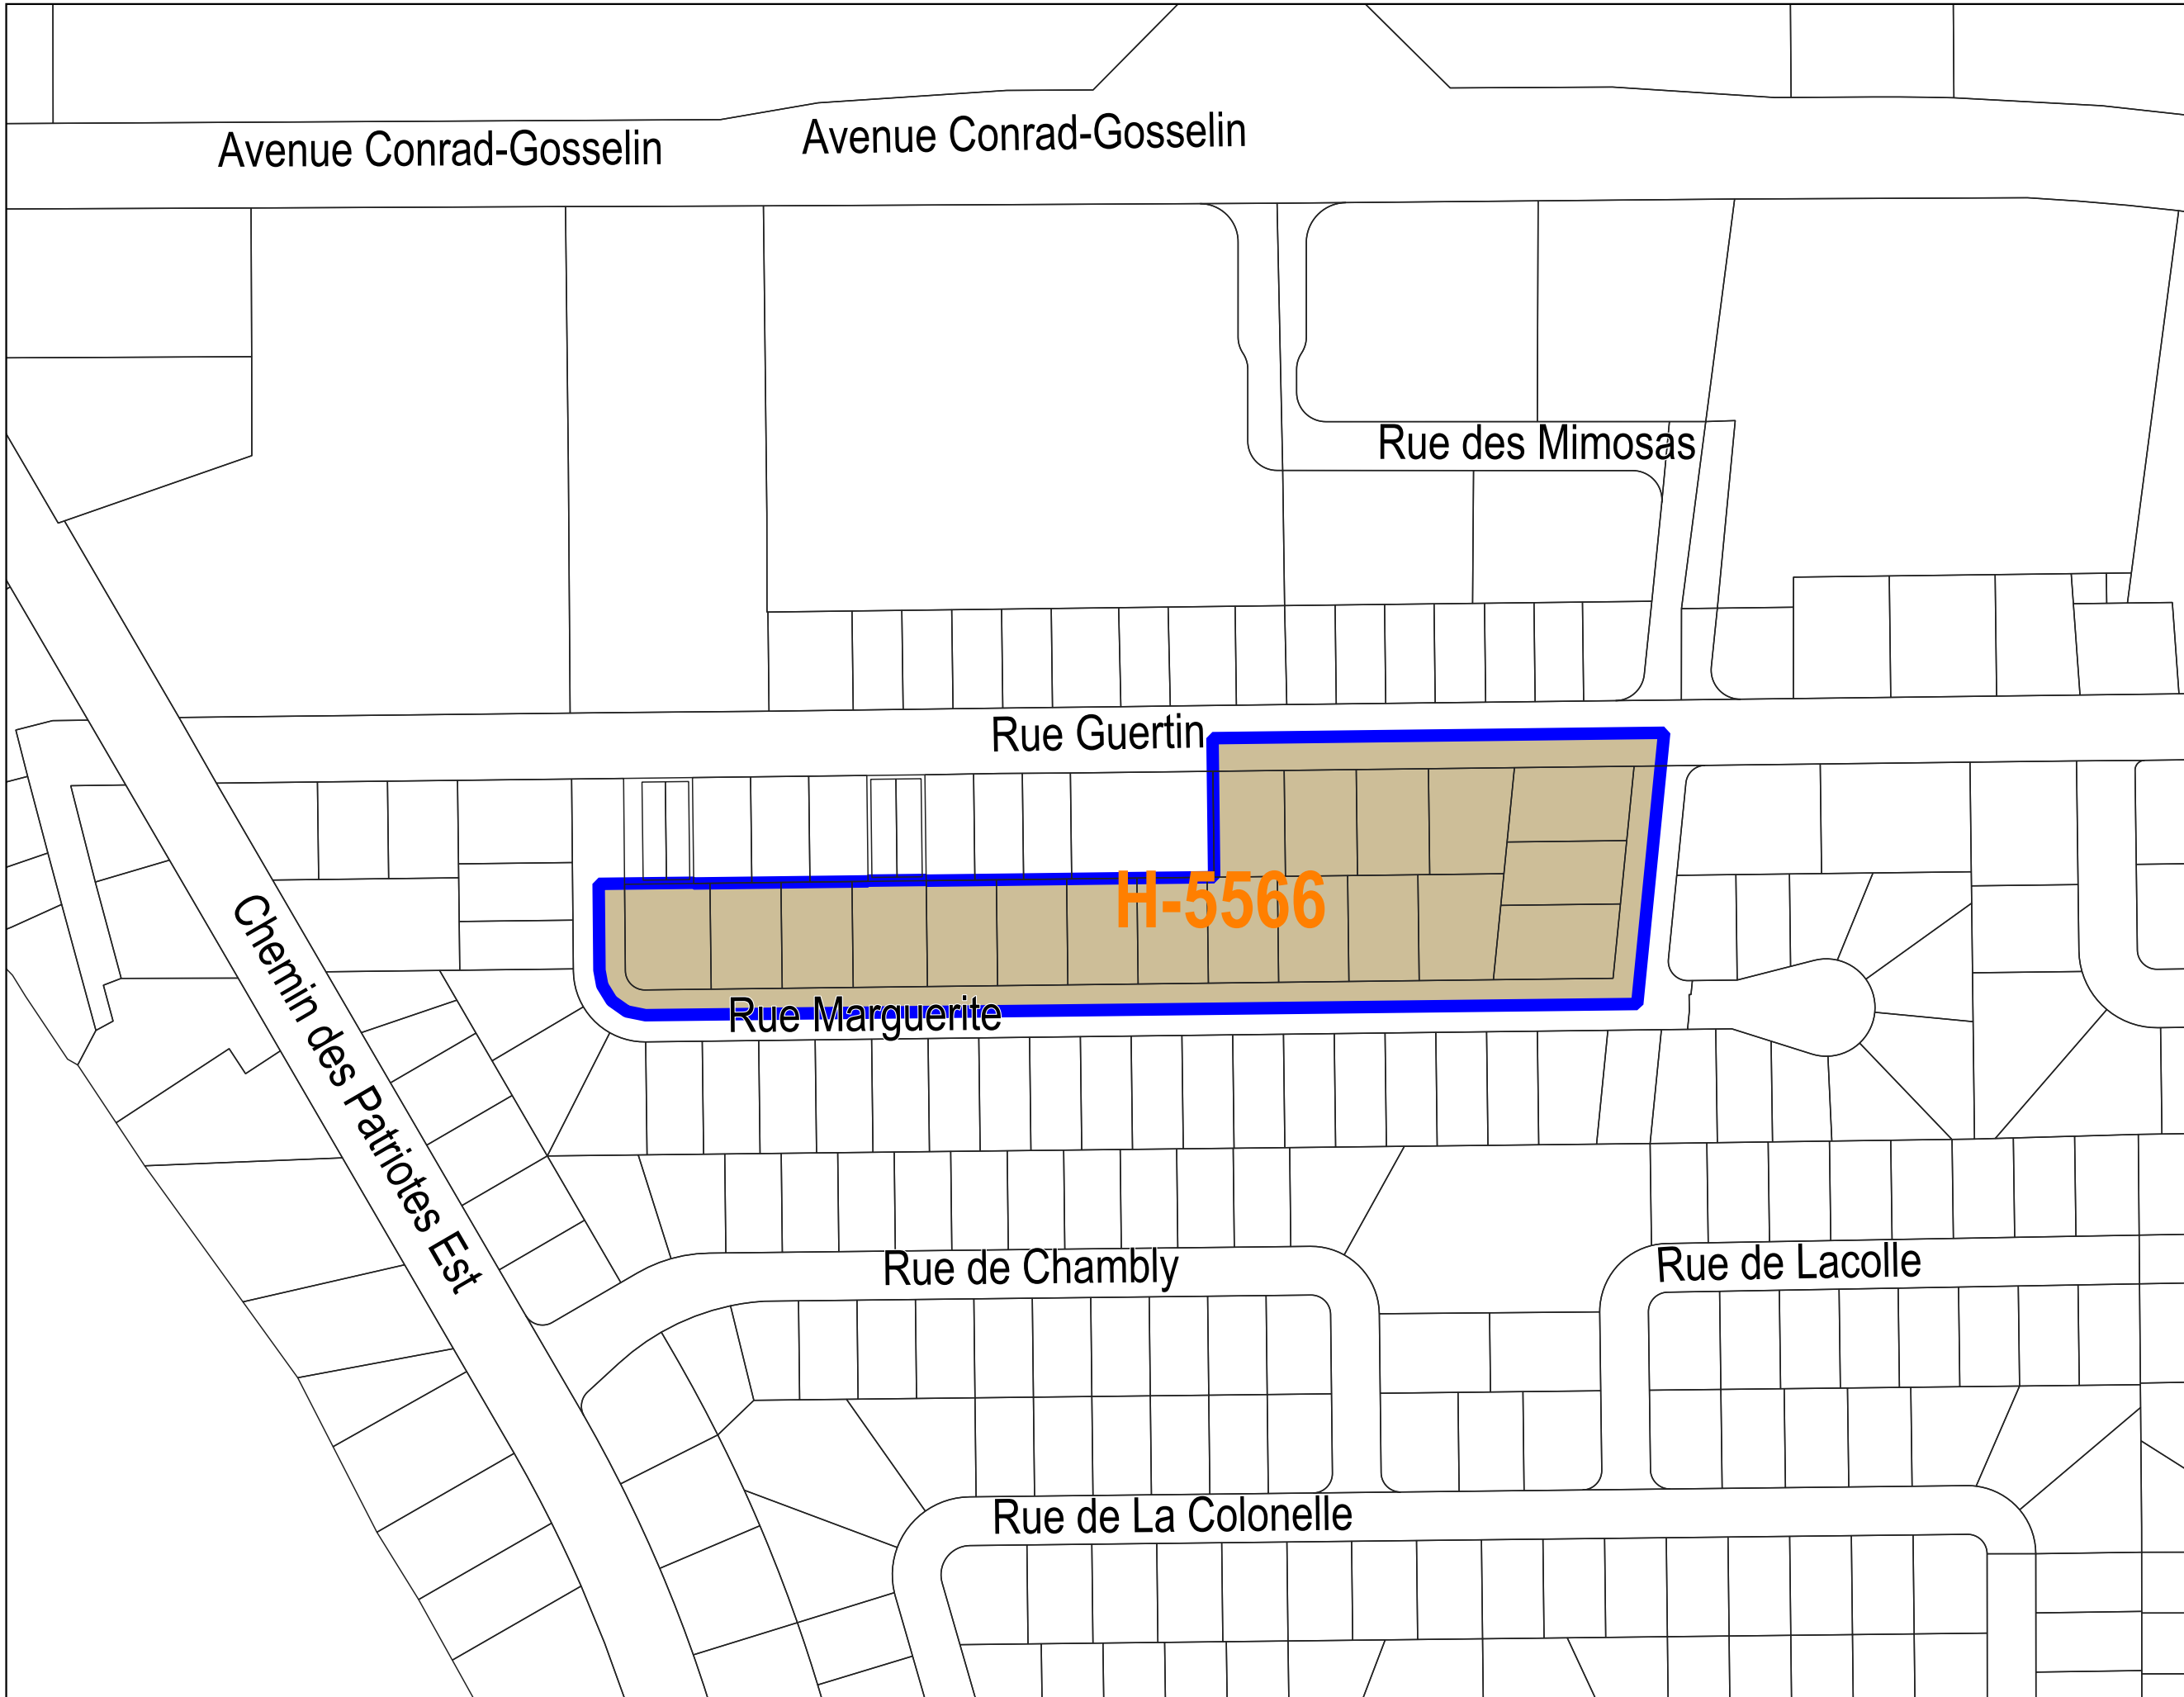 Avenue Conrad-Gosselin
Avenue Conrad-Gosselin
Rue des Mimosas
Rue Guertin
H-5566
Rue Marguerite
Chemin des Patriotes Est
Rue de Chambly
Rue de Lacolle
Rue de La Colonelle